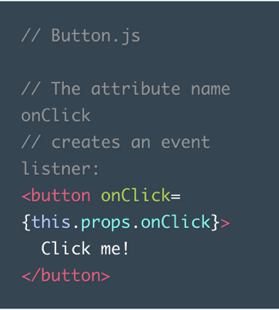 // Button.js
// The attribute name
onClick
// creates an event
listner:
<button onClick=
{this.props.onClick}>
  Click me!
</button>